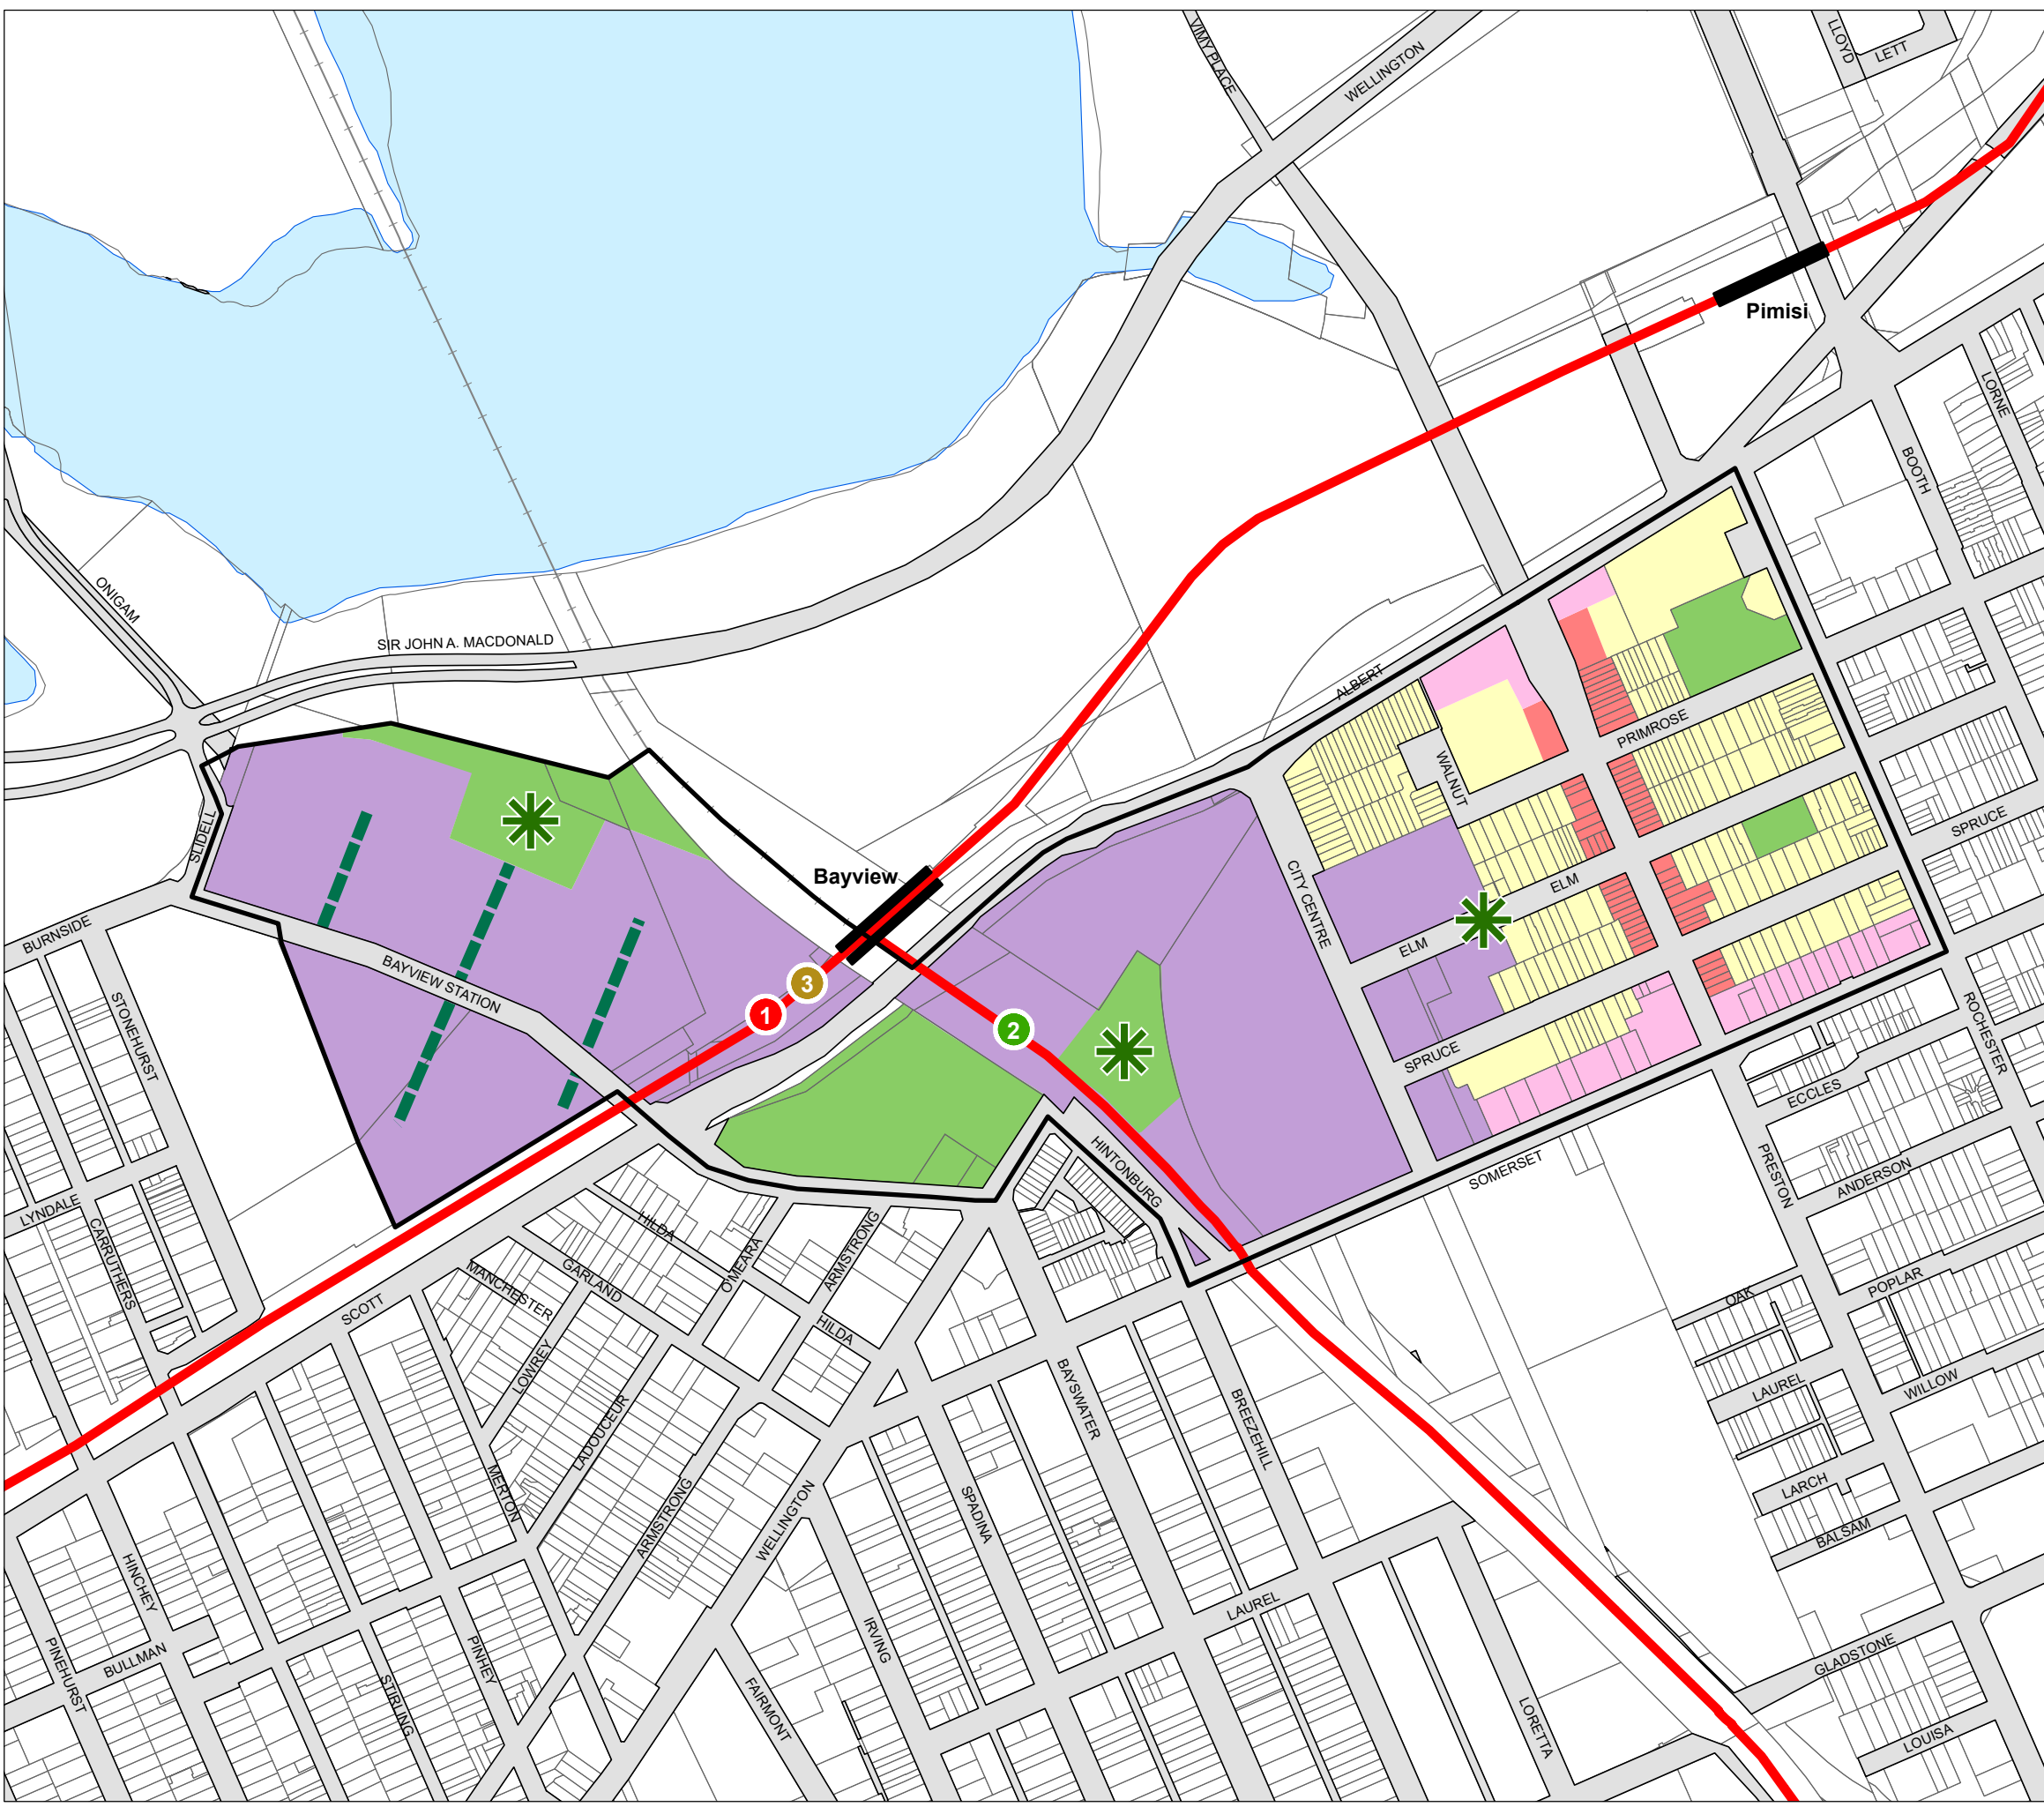 VIMY PLACE
WELLINGTON
LLOYD
LETT
Pimisi
LORNE
BOOTH
ONIGAM
SIR JOHN A. MACDONALD
ALBERT
PRIMROSE
WALNUT
SLIDELL
SPRUCE
Bayview
CITY CENTRE
ELM
ELM
BURNSIDE
BAYVIEW STATION
3
1
2
STONEHURST
SPRUCE
ROCHESTER
ECCLES
HINTONBURG
SOMERSET
PRESTON
ANDERSON
LYNDALE
CARRUTHERS
HILDA
ARMSTRONG
O'MEARA
GARLAND
MANCHESTER
POPLAR
OAK
SCOTT
HILDA
LOWREY
BAYSWATER
BREEZEHILL
LAUREL
WILLOW
LADOUCEUR
MERTON
ARMSTRONG
WELLINGTON
SPADINA
LARCH
BALSAM
HINCHEY
LAUREL
IRVING
PINEHURST
BULLMAN
PINHEY
STIRLING
FAIRMONT
GLADSTONE
LORETTA
LOUISA